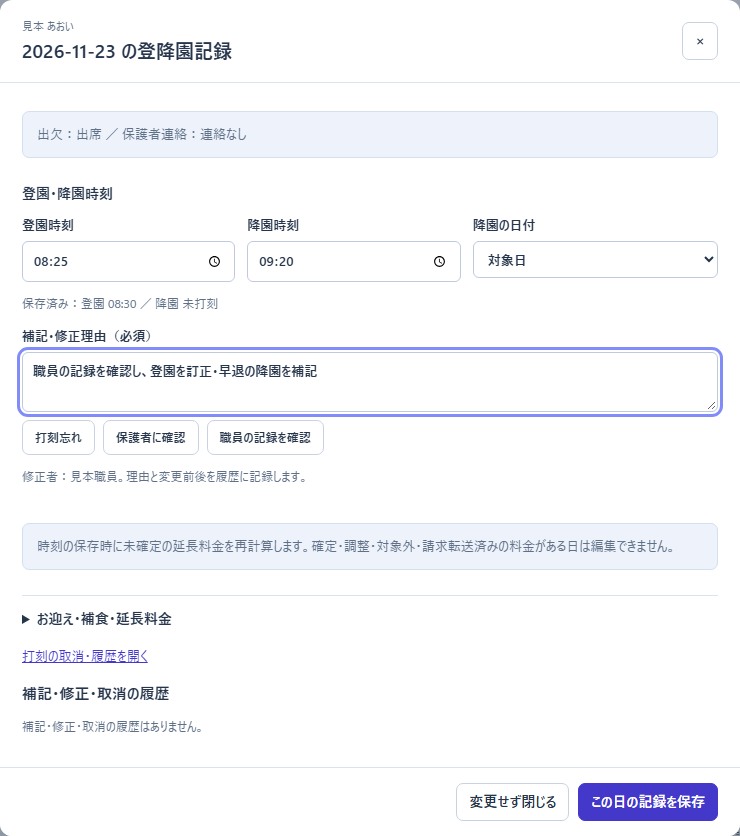 見本 あおい
2026-11-23 の登降園記録
×
出欠：出席 ／ 保護者連絡：連絡なし
登園・降園時刻
登園時刻
降園時刻
降園の日付
08:25
09:20
対象日
保存済み：登園 08:30 ／ 降園 未打刻
補記・修正理由（必須）
職員の記録を確認し、登園を訂正・早退の降園を補記
打刻忘れ
保護者に確認
職員の記録を確認
修正者：見本職員。理由と変更前後を履歴に記録します。
時刻の保存時に未確定の延長料金を再計算します。確定・調整・対象外・請求転送済みの料金がある日は編集できません。
▶ お迎え・補食・延長料金
打刻の取消・履歴を開く
補記・修正・取消の履歴
補記・修正・取消の履歴はありません。
変更せず閉じる
この日の記録を保存